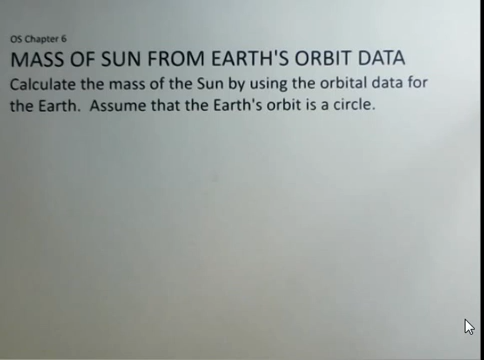 OS Chapter 6
MASS OF SUN FROM EARTH'S ORBIT DATA
Calculate the mass of the Sun by using the orbital data for
the Earth.  Assume that the Earth's orbit is a circle.